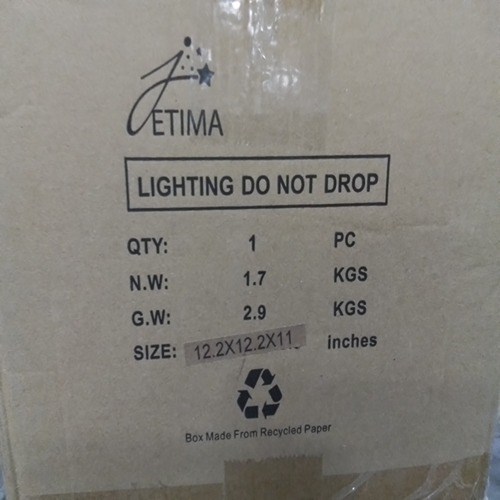 JETIMA
LIGHTING DO NOT DROP
QTY: 1 PC
N.W: 1.7 KGS
G.W: 2.9 KGS
SIZE: 12.2X12.2X11 inches
Box Made From Recycled Paper